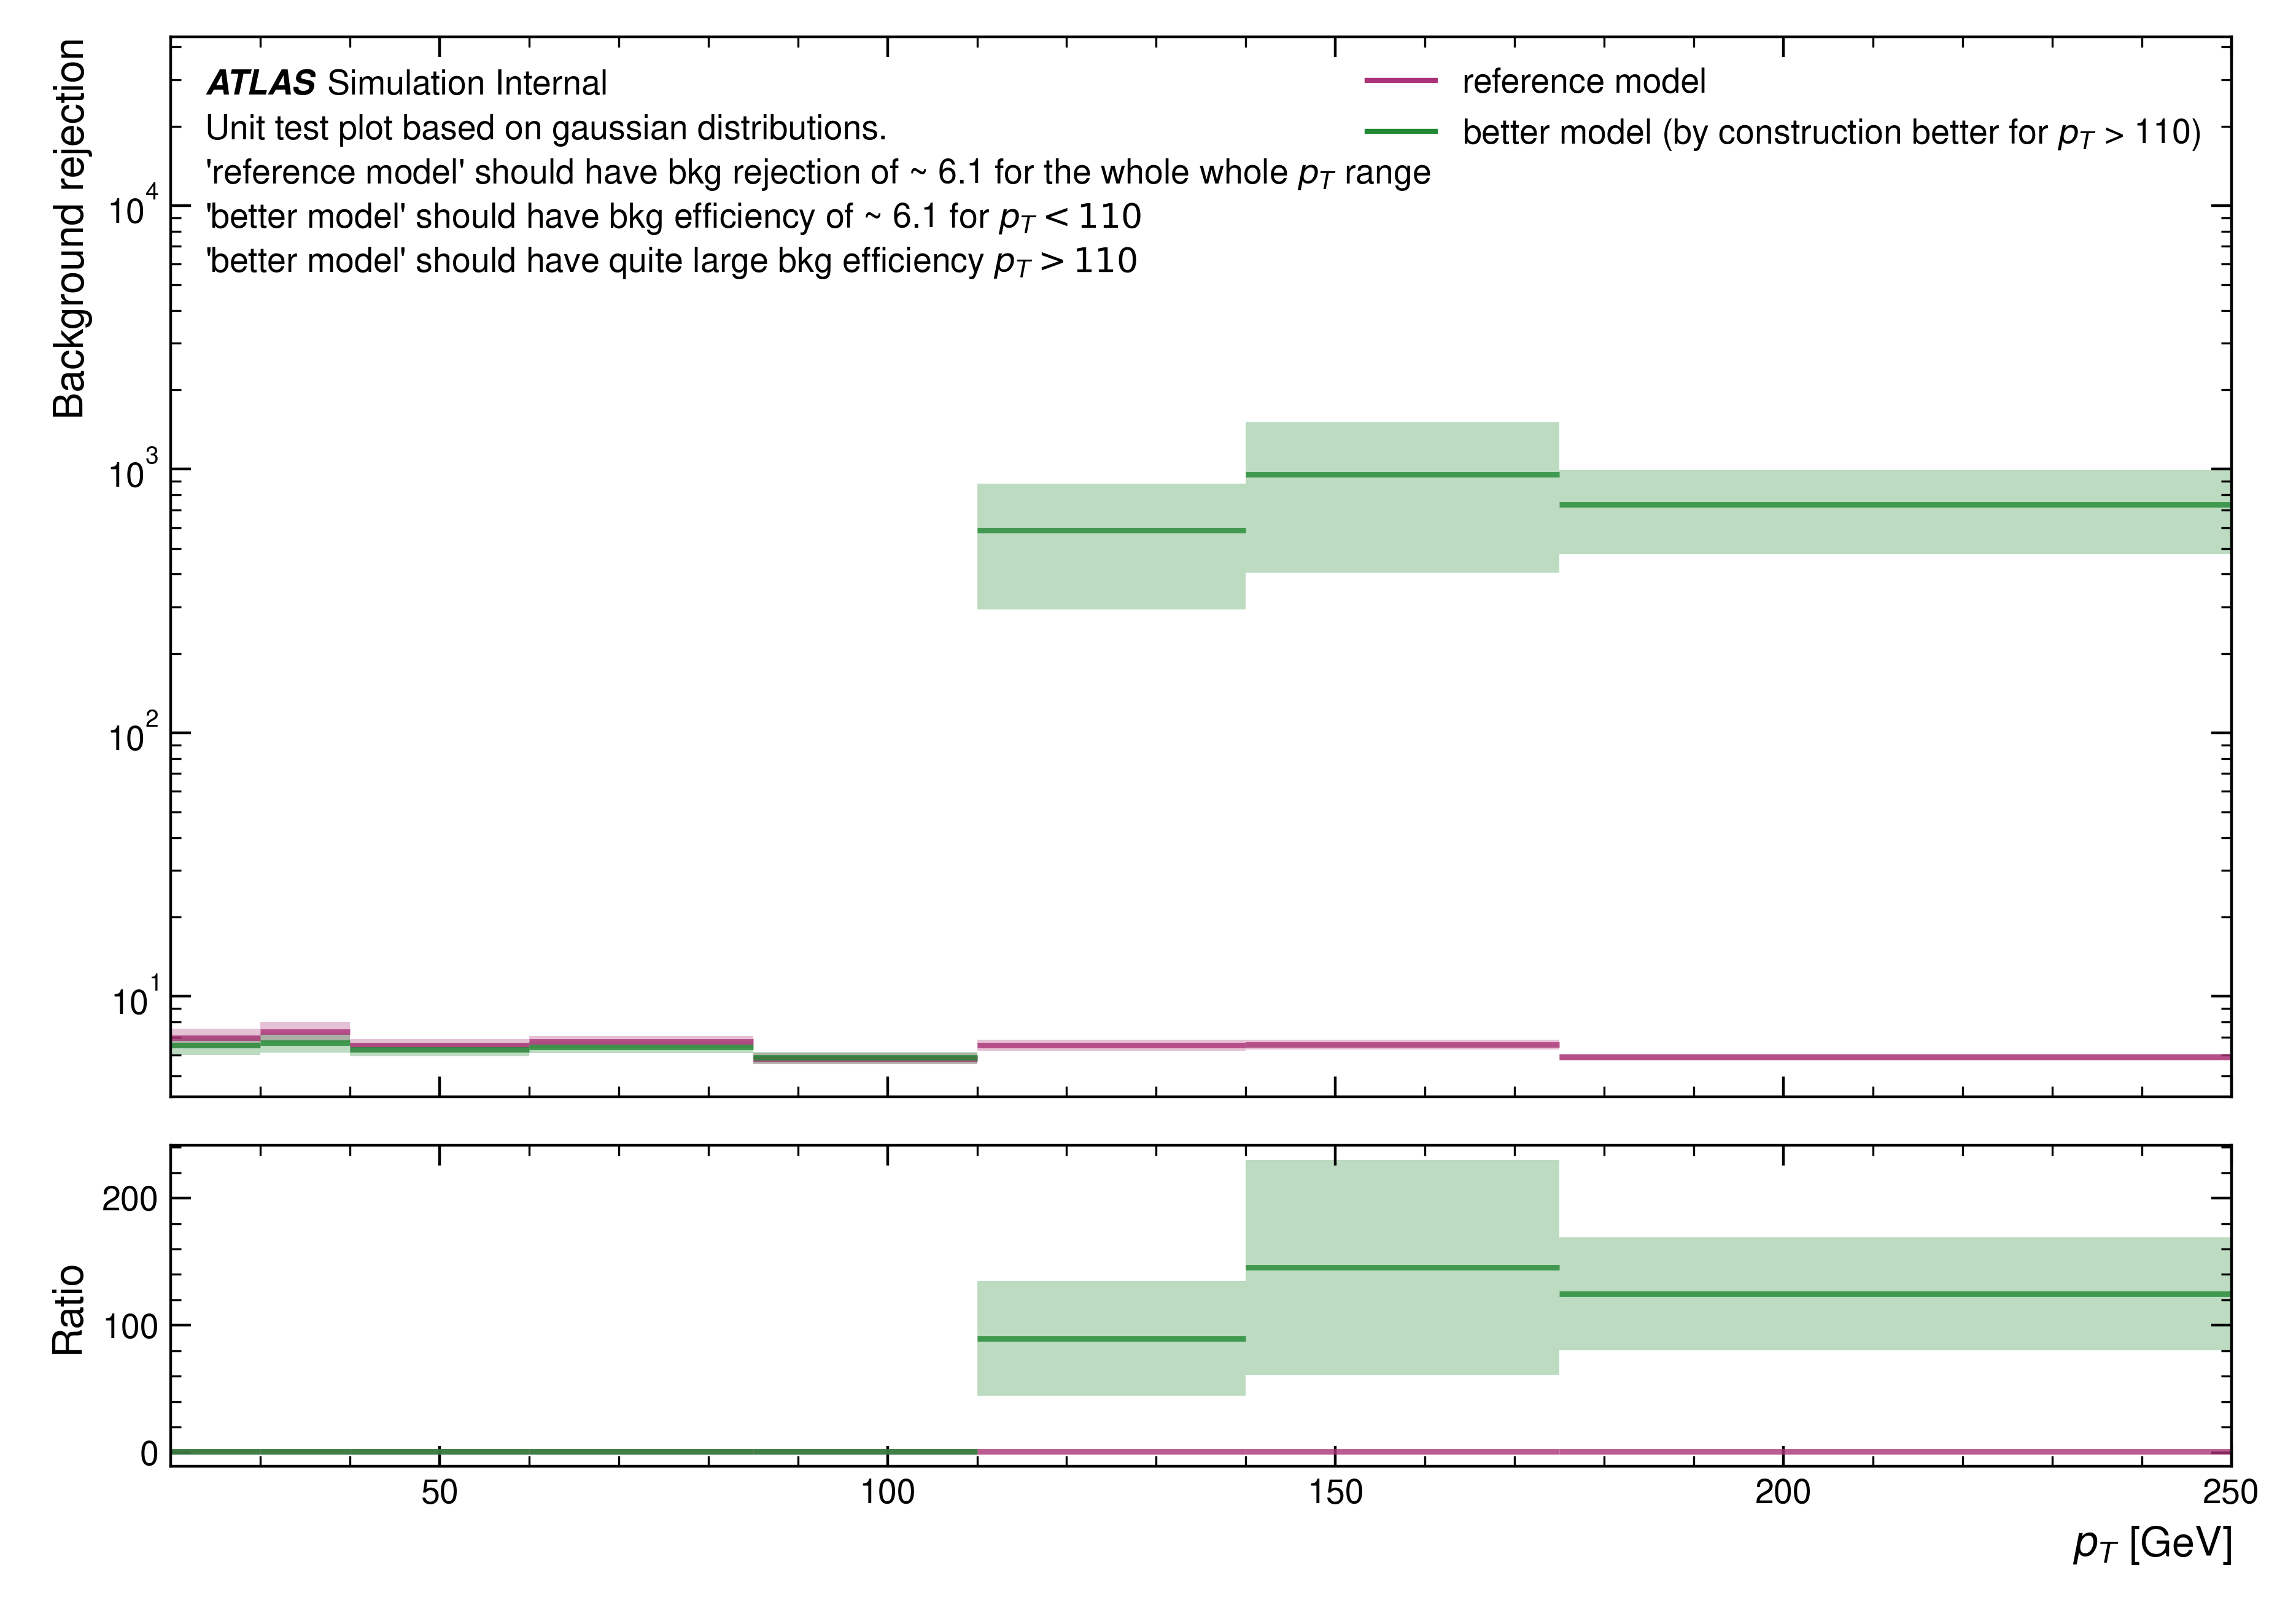 Background rejection
ATLAS Simulation Internal
Unit test plot based on gaussian distributions.
'reference model' should have bkg rejection of ~ 6.1 for the whole whole p_T range
'better model' should have bkg efficiency of ~ 6.1 for p_T < 110
'better model' should have quite large bkg efficiency p_T > 110
reference model
better model (by construction better for p_T > 110)
10^4
10^3
10^2
10^1
Ratio
200
100
0
50 100 150 200 250
p_T [GeV]